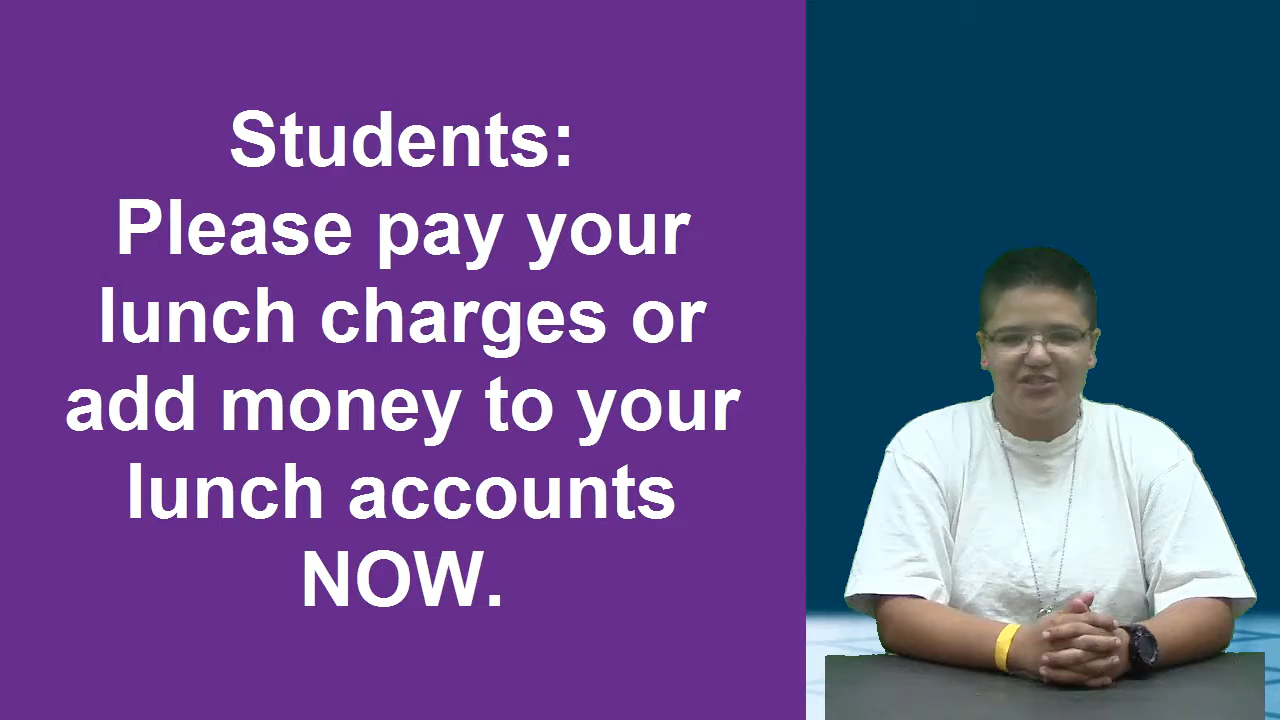 Students:
Please pay your
lunch charges or
add money to your
lunch accounts
NOW.